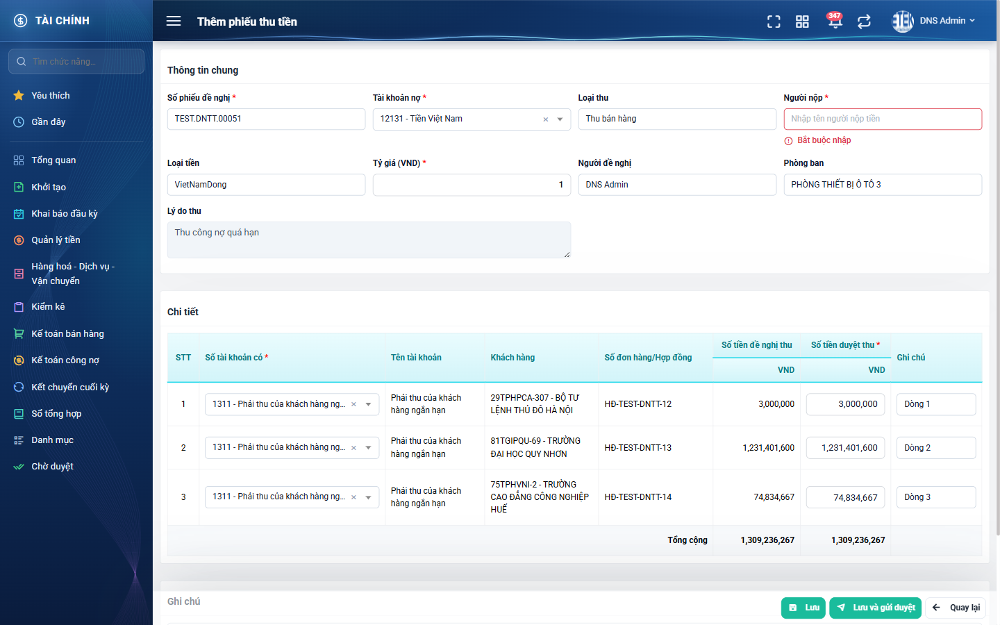 TÀI CHÍNH
Thêm phiếu thu tiền
347
DNS Admin
Tìm chức năng...
Yêu thích
Gần đây
Tổng quan
Khởi tạo
Khai báo đầu kỳ
Quản lý tiền
Hàng hoá - Dịch vụ -
Vận chuyển
Kiểm kê
Kế toán bán hàng
Kế toán công nợ
Kết chuyển cuối kỳ
Sổ tổng hợp
Danh mục
Chờ duyệt
Thông tin chung
Số phiếu đề nghị * Tài khoản nợ * Loại thu Người nộp *
TEST.DNTT.00051 12131 - Tiền Việt Nam × Thu bán hàng Nhập tên người nộp tiền
Bắt buộc nhập
Loại tiền Tỷ giá (VND) * Người đề nghị Phòng ban
VietNamDong 1 DNS Admin PHÒNG THIẾT BỊ Ô TÔ 3
Lý do thu
Thu công nợ quá hạn
Chi tiết
STT Số tài khoản có * Tên tài khoản Khách hàng Số đơn hàng/Hợp đồng Số tiền đề nghị thu Số tiền duyệt thu * Ghi chú
VND VND
1 1311 - Phải thu của khách hàng ng... × Phải thu của khách hàng ngắn hạn 29TPHPCA-307 - BỘ TƯ LỆNH THỦ ĐÔ HÀ NỘI HĐ-TEST-DNTT-12 3,000,000 3,000,000 Dòng 1
2 1311 - Phải thu của khách hàng ng... × Phải thu của khách hàng ngắn hạn 81TGIPQU-69 - TRƯỜNG ĐẠI HỌC QUY NHƠN HĐ-TEST-DNTT-13 1,231,401,600 1,231,401,600 Dòng 2
3 1311 - Phải thu của khách hàng ng... × Phải thu của khách hàng ngắn hạn 75TPHVNI-2 - TRƯỜNG CAO ĐẲNG CÔNG NGHIỆP HUẾ HĐ-TEST-DNTT-14 74,834,667 74,834,667 Dòng 3
Tổng cộng 1,309,236,267 1,309,236,267
Ghi chú
Lưu Lưu và gửi duyệt Quay lại